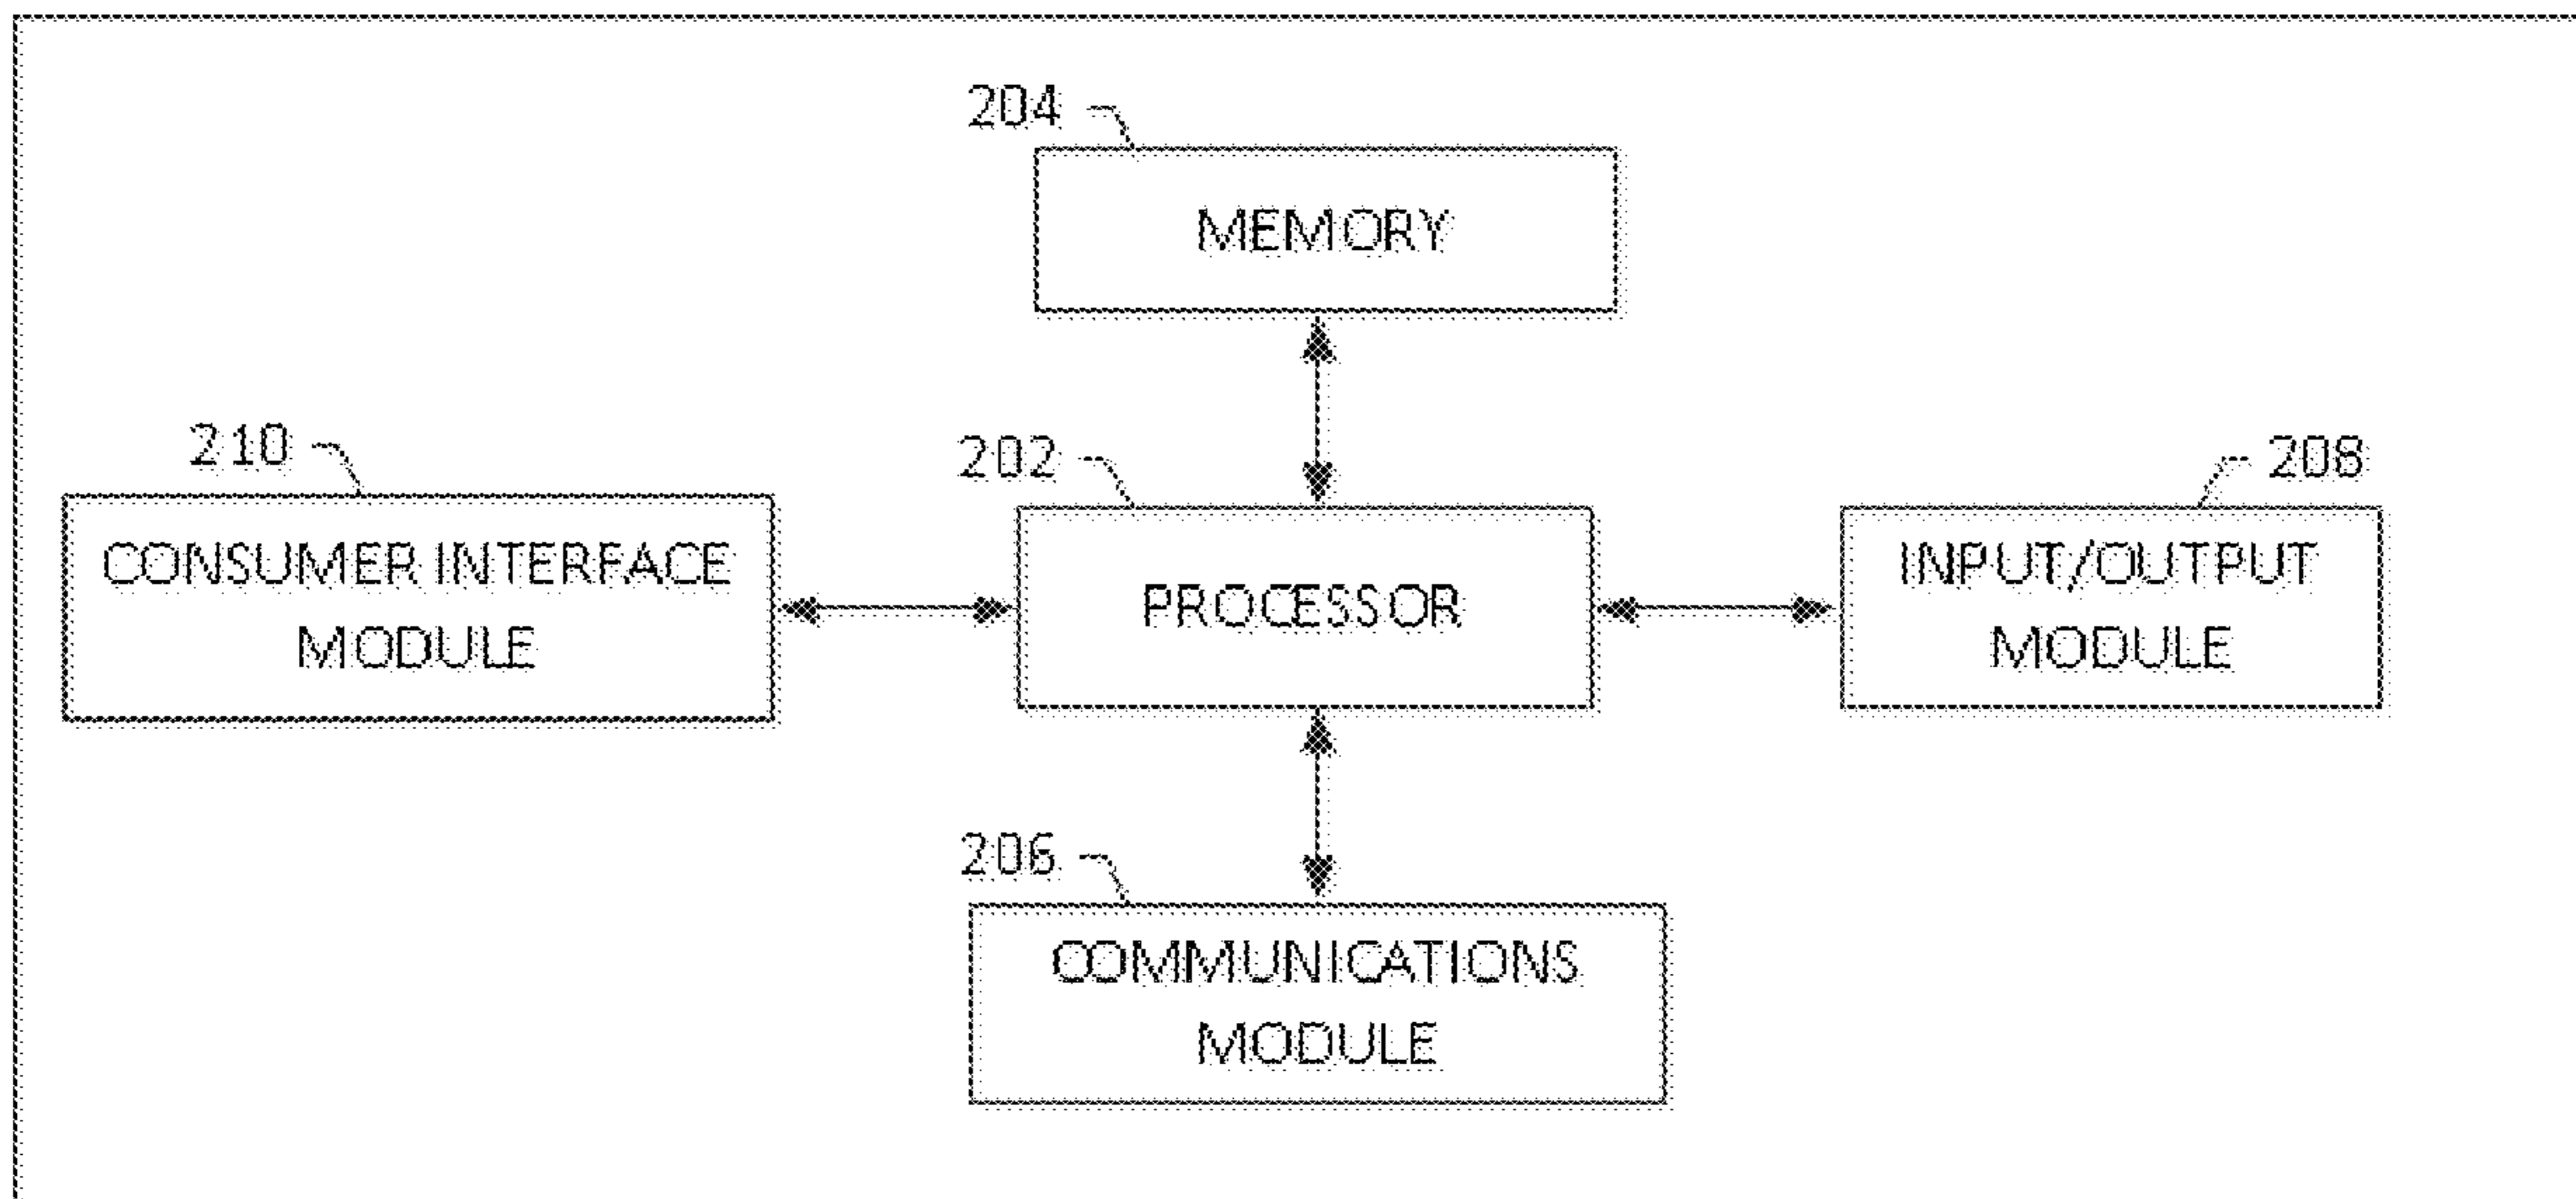 204
MEMORY
210
202
208
CONSUMER INTERFACE
MODULE
PROCESSOR
INPUT/OUTPUT
MODULE
206
COMMUNICATIONS
MODULE